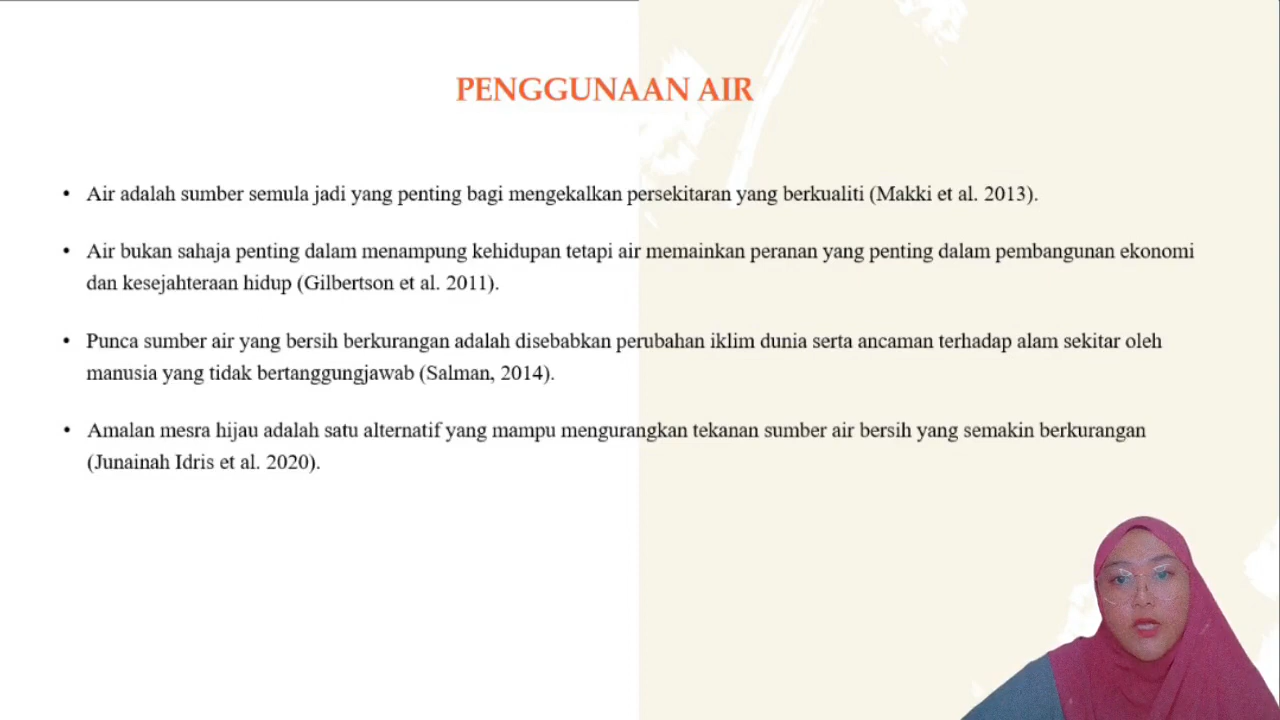 PENGGUNAAN AIR
• Air adalah sumber semula jadi yang penting bagi mengekalkan persekitaran yang berkualiti (Makki et al. 2013).
• Air bukan sahaja penting dalam menampung kehidupan tetapi air memainkan peranan yang penting dalam pembangunan ekonomi
dan kesejahteraan hidup (Gilbertson et al. 2011).
• Punca sumber air yang bersih berkurangan adalah disebabkan perubahan iklim dunia serta ancaman terhadap alam sekitar oleh
manusia yang tidak bertanggungjawab (Salman, 2014).
• Amalan mesra hijau adalah satu alternatif yang mampu mengurangkan tekanan sumber air bersih yang semakin berkurangan
(Junainah Idris et al. 2020).